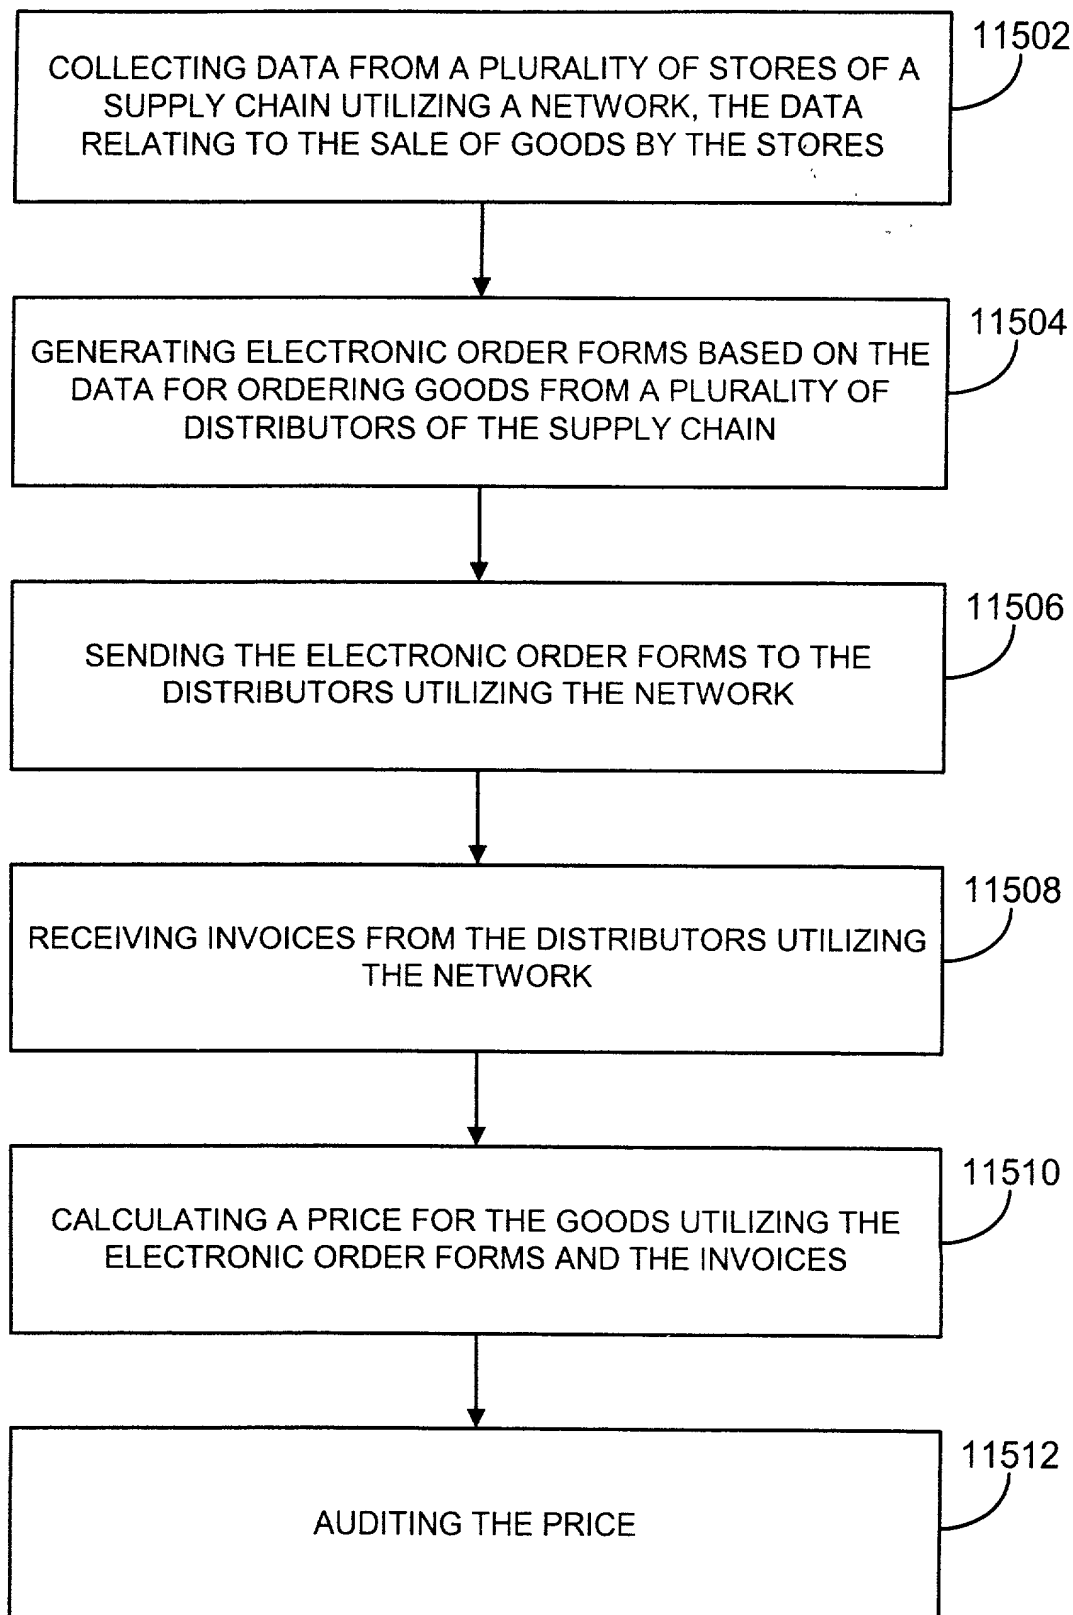 11502
COLLECTING DATA FROM A PLURALITY OF STORES OF A
SUPPLY CHAIN UTILIZING A NETWORK, THE DATA
RELATING TO THE SALE OF GOODS BY THE STORES
11504
GENERATING ELECTRONIC ORDER FORMS BASED ON THE
DATA FOR ORDERING GOODS FROM A PLURALITY OF
DISTRIBUTORS OF THE SUPPLY CHAIN
11506
SENDING THE ELECTRONIC ORDER FORMS TO THE
DISTRIBUTORS UTILIZING THE NETWORK
11508
RECEIVING INVOICES FROM THE DISTRIBUTORS UTILIZING
THE NETWORK
11510
CALCULATING A PRICE FOR THE GOODS UTILIZING THE
ELECTRONIC ORDER FORMS AND THE INVOICES
11512
AUDITING THE PRICE